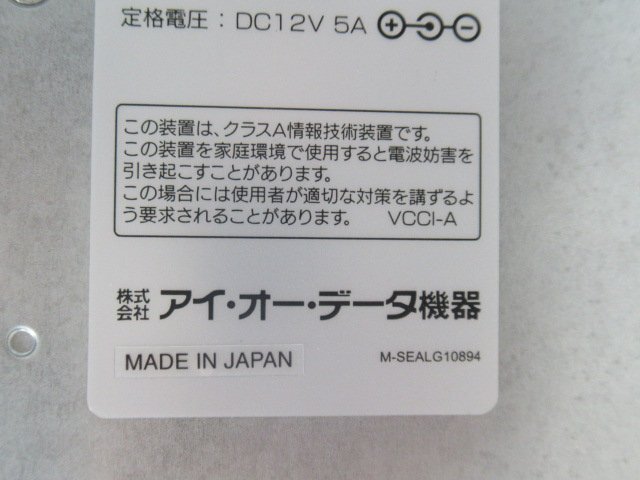 定格電圧：DC12V 5A
この装置は、クラスA情報技術装置です。
この装置を家庭環境で使用すると電波妨害を
引き起こすことがあります。
この場合には使用者が適切な対策を講ずるよ
う要求されることがあります。 VCCI-A
株式会社 アイ・オー・データ機器
MADE IN JAPAN
M-SEALG10894